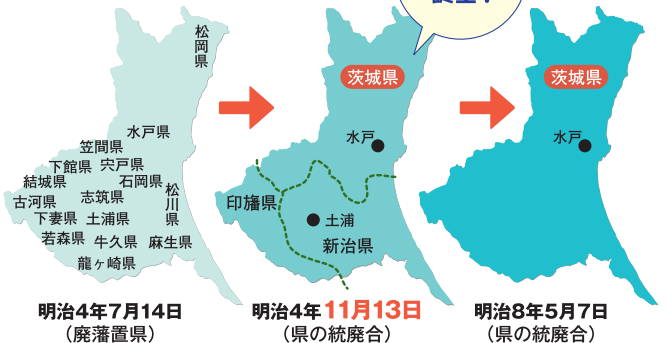 松岡県
水戸県
笠間県
下館県
宍戸県
結城県
石岡県
古河県
志筑県
松川県
下妻県
土浦県
若森県
牛久県
麻生県
龍ヶ崎県
明治4年7月14日
(廃藩置県)
茨城県
水戸
印旛県
土浦
新治県
明治4年11月13日
(県の統廃合)
茨城県
水戸
明治8年5月7日
(県の統廃合)